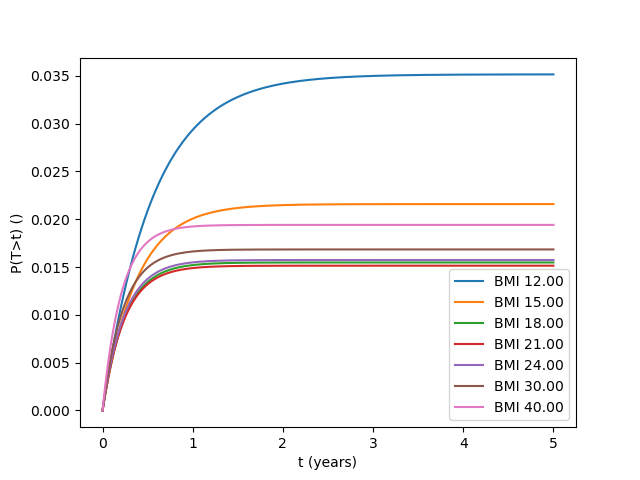 0.035
0.030
0.025
0.020
0.015
0.010
0.005
0.000
P(T>t) ()
0 1 2 3 4 5
t (years)
BMI 12.00
BMI 15.00
BMI 18.00
BMI 21.00
BMI 24.00
BMI 30.00
BMI 40.00